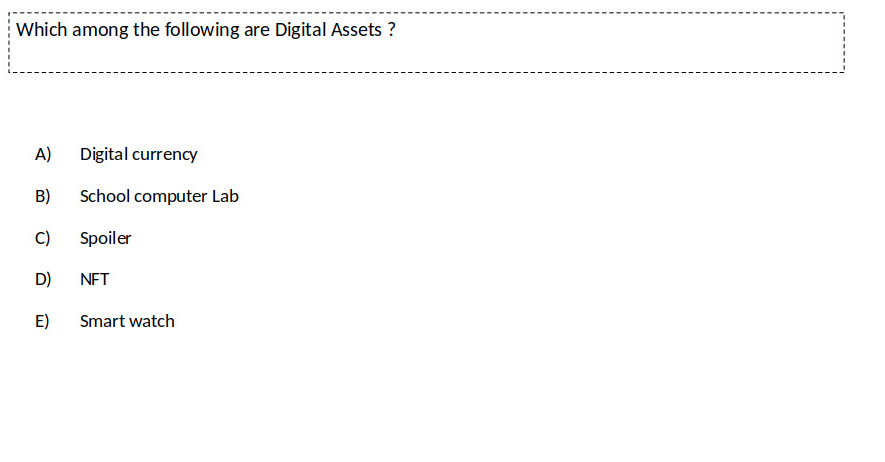 Which among the following are Digital Assets ?
A) Digital currency
B) School computer Lab
C) Spoiler
D) NFT
E) Smart watch